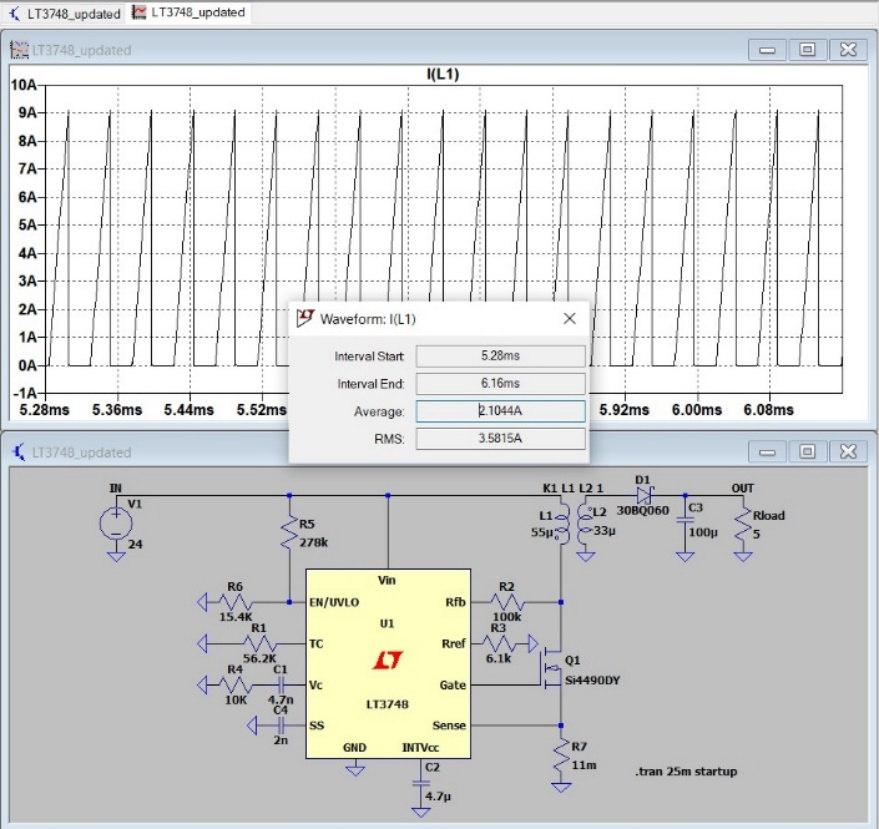 LT3748_updated LT3748_updated
LT3748_updated
I(L1)
10A
9A
8A
7A
6A
5A
4A
3A
2A
1A
0A
-1A
5.28ms 5.36ms 5.44ms 5.52ms 5.92ms 6.00ms 6.08ms
Waveform: I(L1)
Interval Start: 5.28ms
Interval End: 6.16ms
Average: 2.1044A
RMS: 3.5815A
LT3748_updated
IN
V1
24
R5
278k
K1 L1 L2 1
L1
55µ
L2
33µ
D1
30BQ060
C3
100µ
OUT
Rload
5
R6
15.4K
R1
56.2K
R4
10K
C1
4.7n
C4
2n
Vin
EN/UVLO
U1
TC
Vc
LT3748
SS
GND
INTVcc
Rfb
Rref
Gate
Sense
R2
100k
R3
6.1k
Q1
Si4490DY
R7
11m
C2
4.7µ
.tran 25m startup